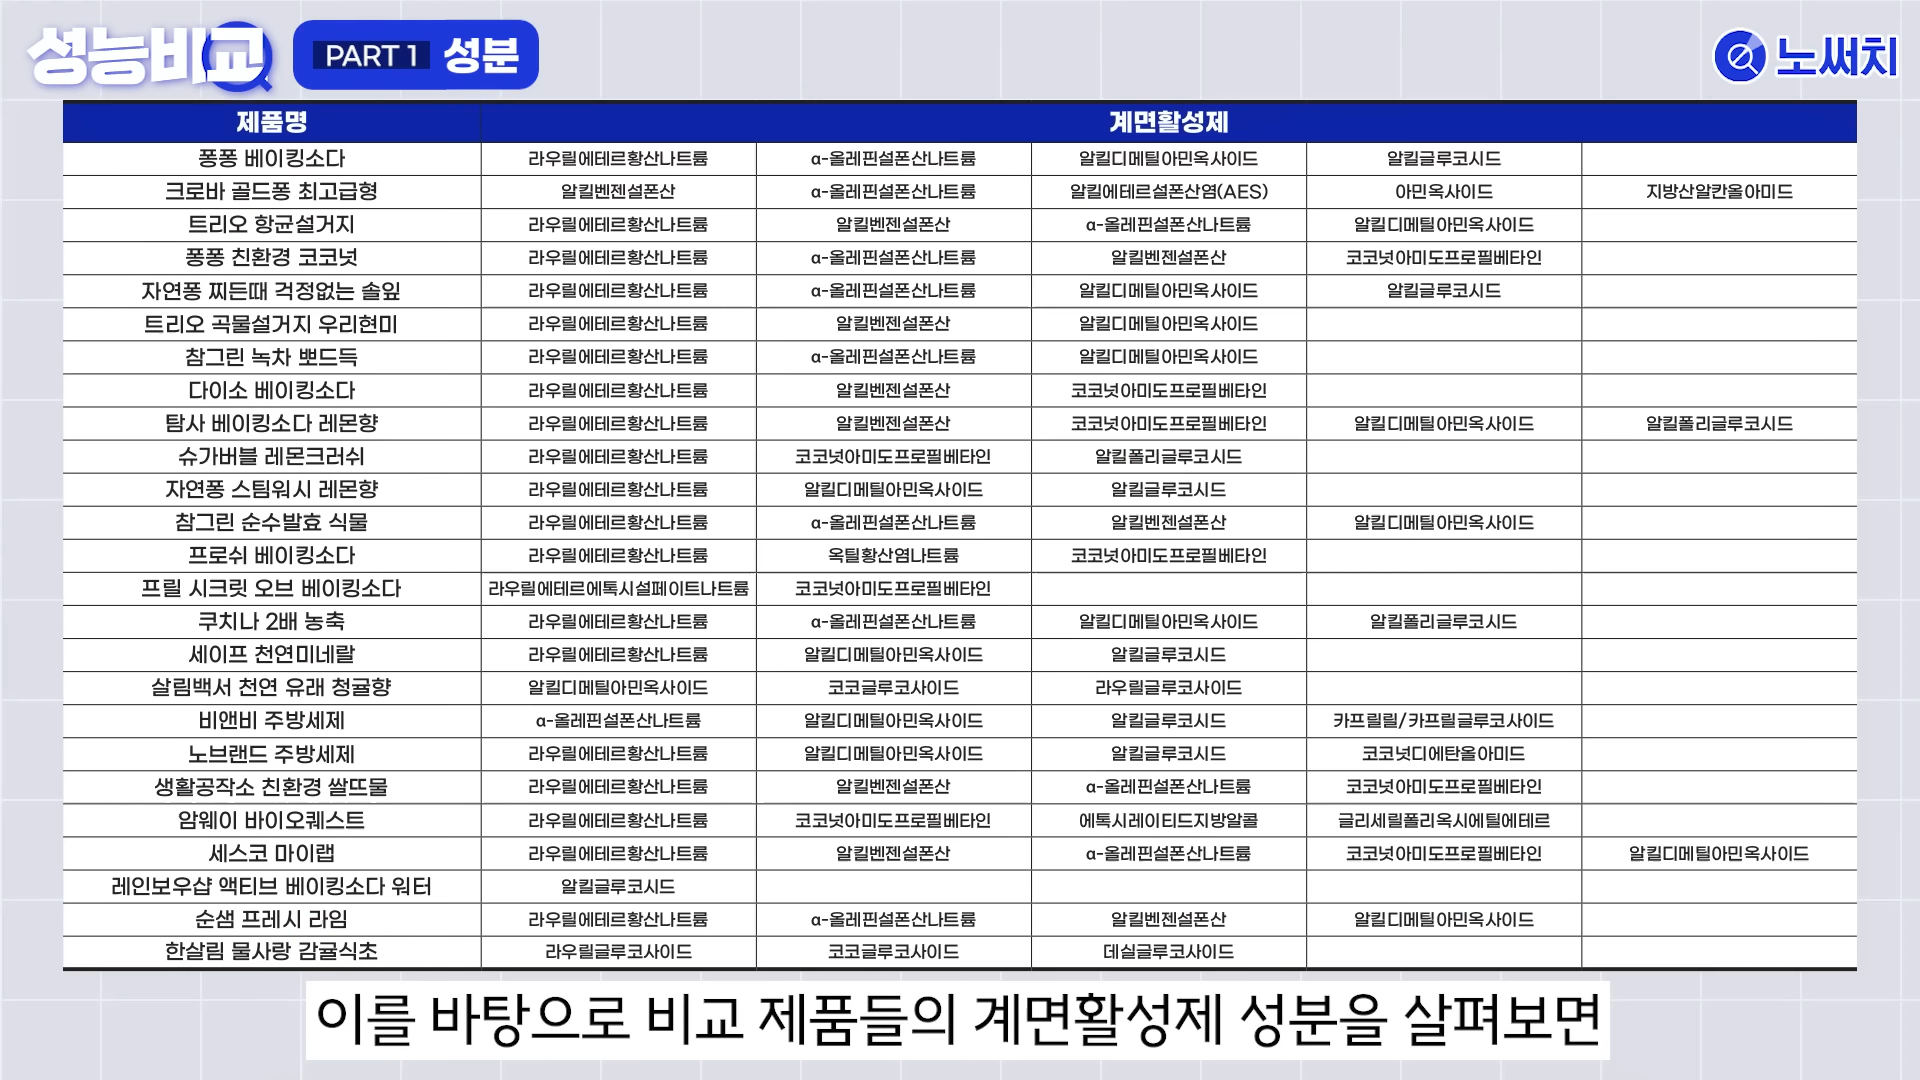 성능비교 PART 1 성분 노써치
제품명 계면활성제
퐁퐁 베이킹소다 라우릴에테르황산나트륨 α-올레핀설폰산나트륨 알킬디메틸아민옥사이드 알킬글루코시드
크로바 골드퐁 최고급형 알킬벤젠설폰산 α-올레핀설폰산나트륨 알킬에테르설폰산염(AES) 아민옥사이드 지방산알칸올아미드
트리오 항균설거지 라우릴에테르황산나트륨 알킬벤젠설폰산 α-올레핀설폰산나트륨 알킬디메틸아민옥사이드
퐁퐁 친환경 코코넛 라우릴에테르황산나트륨 α-올레핀설폰산나트륨 알킬벤젠설폰산 코코넛아미도프로필베타인
자연퐁 찌든때 걱정없는 솔잎 라우릴에테르황산나트륨 α-올레핀설폰산나트륨 알킬디메틸아민옥사이드 알킬글루코시드
트리오 곡물설거지 우리현미 라우릴에테르황산나트륨 알킬벤젠설폰산 알킬디메틸아민옥사이드
참그린 녹차 뽀드득 라우릴에테르황산나트륨 α-올레핀설폰산나트륨 알킬디메틸아민옥사이드
다이소 베이킹소다 라우릴에테르황산나트륨 알킬벤젠설폰산 코코넛아미도프로필베타인
탐사 베이킹소다 레몬향 라우릴에테르황산나트륨 알킬벤젠설폰산 코코넛아미도프로필베타인 알킬디메틸아민옥사이드 알킬폴리글루코시드
슈가버블 레몬크러쉬 라우릴에테르황산나트륨 코코넛아미도프로필베타인 알킬폴리글루코시드
자연퐁 스팀워시 레몬향 라우릴에테르황산나트륨 알킬디메틸아민옥사이드 알킬글루코시드
참그린 순수발효 식물 라우릴에테르황산나트륨 α-올레핀설폰산나트륨 알킬벤젠설폰산 알킬디메틸아민옥사이드
프로쉬 베이킹소다 라우릴에테르황산나트륨 옥틸황산염나트륨 코코넛아미도프로필베타인
프릴 시크릿 오브 베이킹소다 라우릴에테르에톡시설페이트나트륨 코코넛아미도프로필베타인
쿠치나 2배 농축 라우릴에테르황산나트륨 α-올레핀설폰산나트륨 알킬디메틸아민옥사이드 알킬폴리글루코시드
세이프 천연미네랄 라우릴에테르황산나트륨 알킬디메틸아민옥사이드 알킬글루코시드
살림백서 천연 유래 청귤향 알킬디메틸아민옥사이드 코코글루코사이드 라우릴글루코사이드
비앤비 주방세제 α-올레핀설폰산나트륨 알킬디메틸아민옥사이드 알킬글루코시드 카프릴릴/카프릴글루코사이드
노브랜드 주방세제 라우릴에테르황산나트륨 알킬디메틸아민옥사이드 알킬글루코시드 코코넛디에탄올아미드
생활공작소 친환경 쌀뜨물 라우릴에테르황산나트륨 알킬벤젠설폰산 α-올레핀설폰산나트륨 코코넛아미도프로필베타인
암웨이 바이오퀘스트 라우릴에테르황산나트륨 코코넛아미도프로필베타인 에톡시레이티드지방알콜 글리세릴폴리옥시에틸에테르
세스코 마이랩 라우릴에테르황산나트륨 알킬벤젠설폰산 α-올레핀설폰산나트륨 코코넛아미도프로필베타인 알킬디메틸아민옥사이드
레인보우샵 액티브 베이킹소다 워터 알킬글루코시드
순샘 프레시 라임 라우릴에테르황산나트륨 α-올레핀설폰산나트륨 알킬벤젠설폰산 알킬디메틸아민옥사이드
한살림 물사랑 감귤식초 라우릴글루코사이드 코코글루코사이드 데실글루코사이드
이를 바탕으로 비교 제품들의 계면활성제 성분을 살펴보면